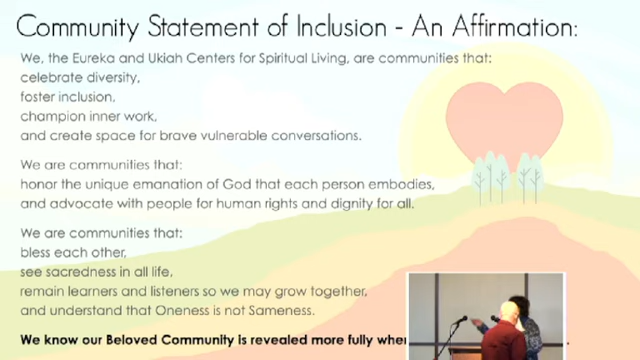 Community Statement of Inclusion - An Affirmation:
We, the Eureka and Ukiah Centers for Spiritual Living, are communities that:
celebrate diversity,
foster inclusion,
champion inner work,
and create space for brave vulnerable conversations.
We are communities that:
honor the unique emanation of God that each person embodies,
and advocate with people for human rights and dignity for all.
We are communities that:
bless each other,
see sacredness in all life,
remain learners and listeners so we may grow together,
and understand that Oneness is not Sameness.
We know our Beloved Community is revealed more fully